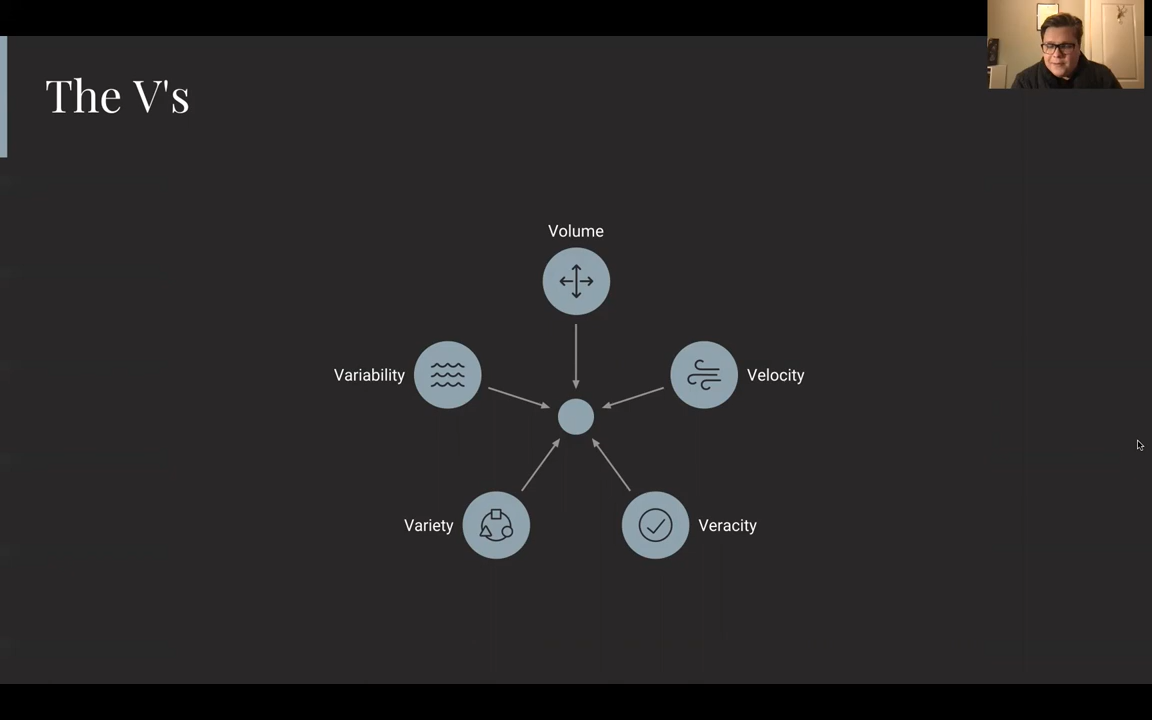 The V's
Volume
Variability
Velocity
Variety
Veracity